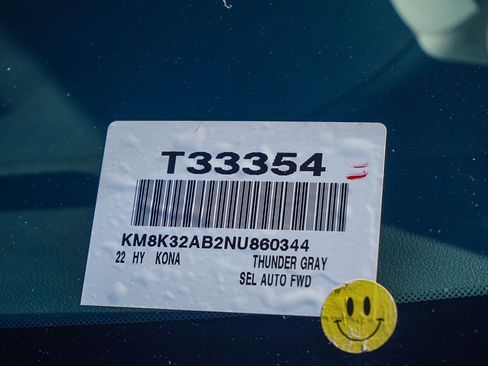 T33354
KM8K32AB2NU860344
22 HY KONA THUNDER GRAY
SEL AUTO FWD